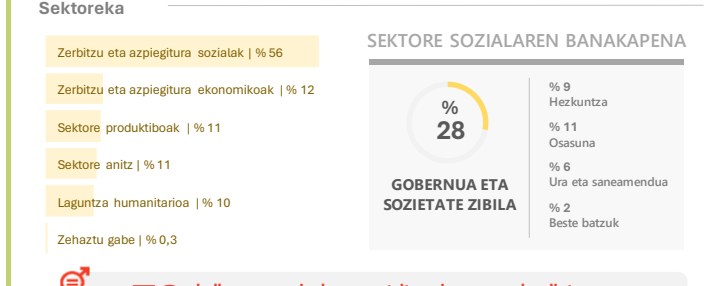 Sektoreka
Zerbitzu eta azpiegitura sozialak | % 56
Zerbitzu eta azpiegitura ekonomikoak | % 12
Sektore produktiboak | % 11
Sektore anitz | % 11
Laguntza humanitarioa | % 10
Zehaztu gabe | % 0,3
SEKTORE SOZIALAREN BANAKAPENA
%
28
GOBERNUA ETA
SOZIETATE ZIBILA
% 9
Hezkuntza
% 11
Osasuna
% 6
Ura eta saneamendua
% 2
Beste batzuk